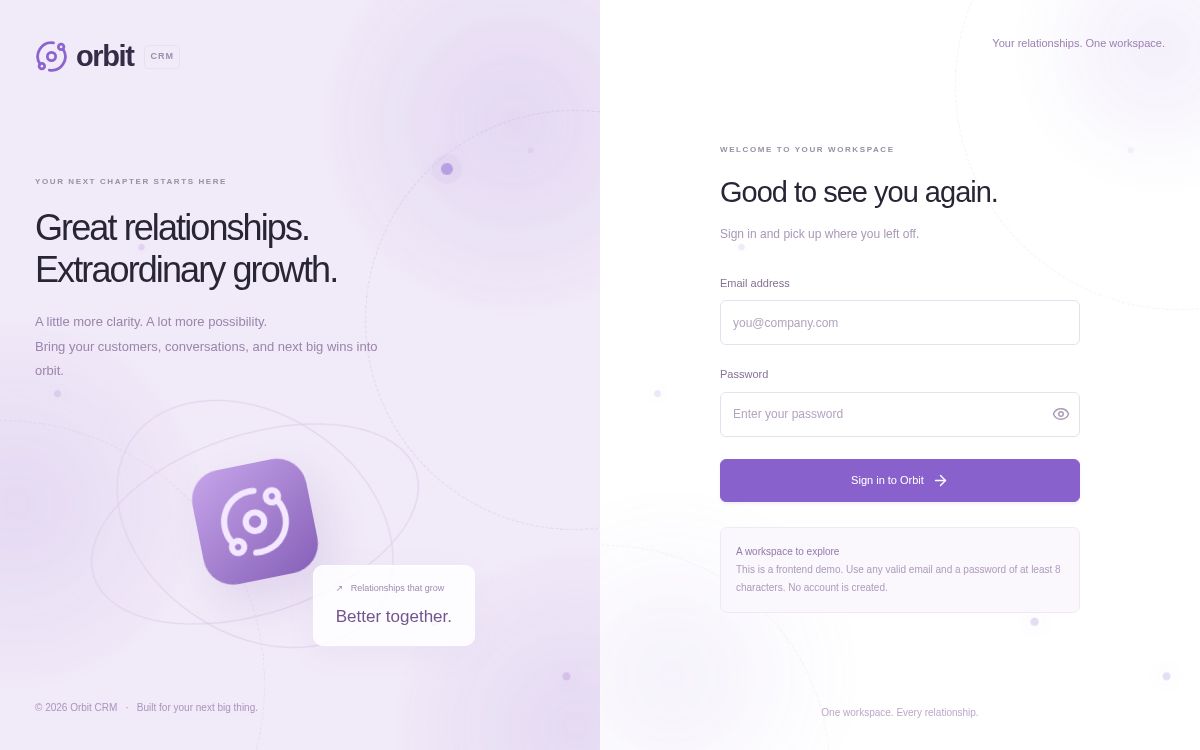 orbit CRM
YOUR NEXT CHAPTER STARTS HERE
Great relationships.
Extraordinary growth.
A little more clarity. A lot more possibility.
Bring your customers, conversations, and next big wins into
orbit.
↗ Relationships that grow
Better together.
© 2026 Orbit CRM · Built for your next big thing.
Your relationships. One workspace.
WELCOME TO YOUR WORKSPACE
Good to see you again.
Sign in and pick up where you left off.
Email address
you@company.com
Password
Enter your password
Sign in to Orbit →
A workspace to explore
This is a frontend demo. Use any valid email and a password of at least 8
characters. No account is created.
One workspace. Every relationship.